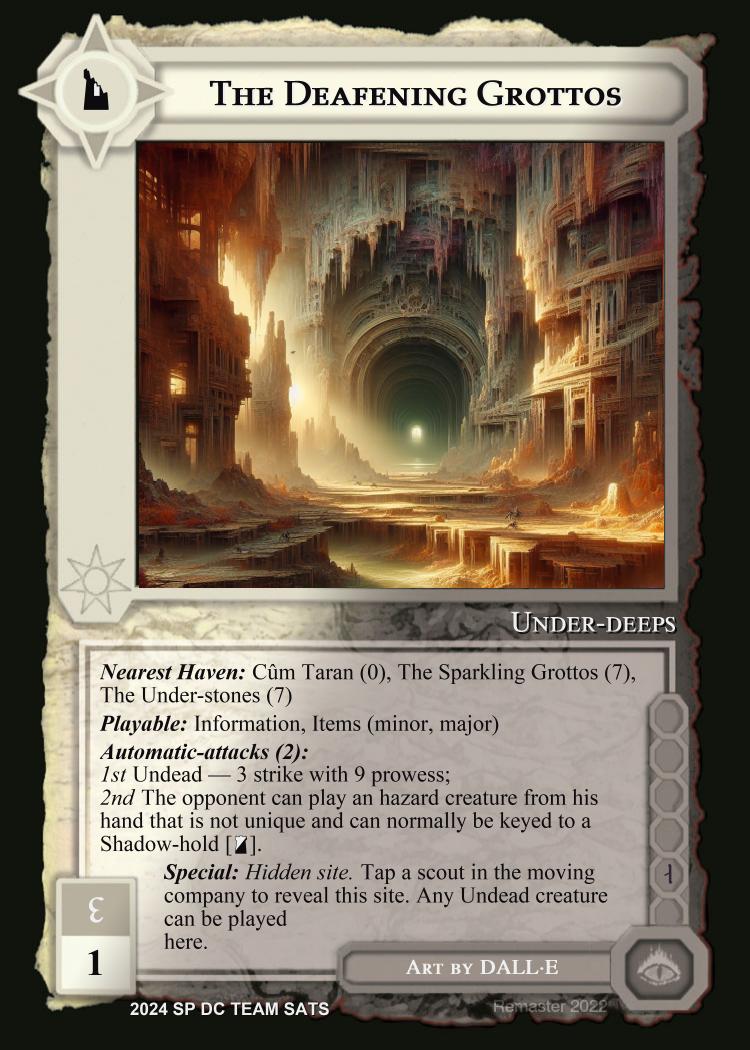 The Deafening Grottos
Under-deeps
Nearest Haven: Cûm Taran (0), The Sparkling Grottos (7),
The Under-stones (7)
Playable: Information, Items (minor, major)
Automatic-attacks (2):
1st Undead — 3 strike with 9 prowess;
2nd The opponent can play an hazard creature from his
hand that is not unique and can normally be keyed to a
Shadow-hold [ ].
Special: Hidden site. Tap a scout in the moving
company to reveal this site. Any Undead creature
can be played
here.
1
Art by DALL·E
2024 SP DC TEAM SATS
Remaster 2022